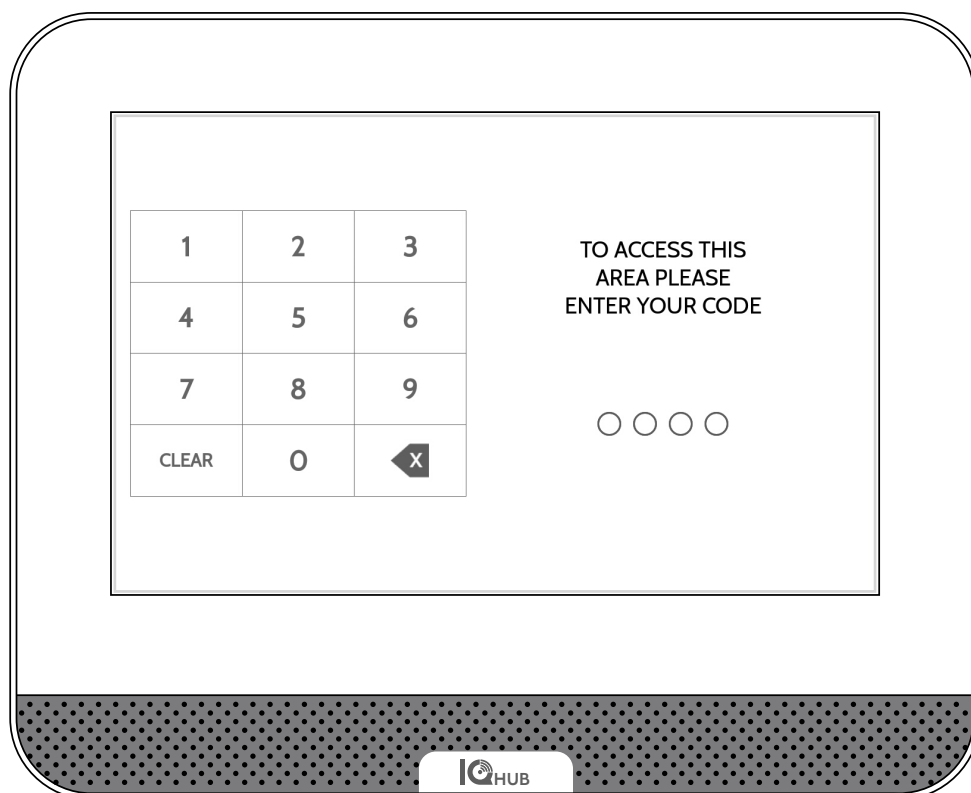 1 2 3
4 5 6
7 8 9
CLEAR 0 X
TO ACCESS THIS
AREA PLEASE
ENTER YOUR CODE
IQ HUB